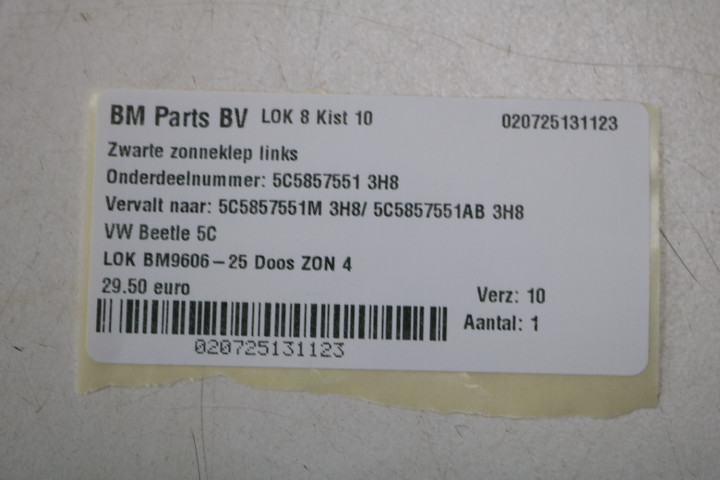 BM Parts BV LOK 8 Kist 10 020725131123
Zwarte zonneklep links
Onderdeelnummer: 5C5857551 3H8
Vervalt naar: 5C5857551M 3H8/ 5C5857551AB 3H8
VW Beetle 5C
LOK BM9606-25 Doos ZON 4
29.50 euro
Verz: 10
Aantal: 1
020725131123